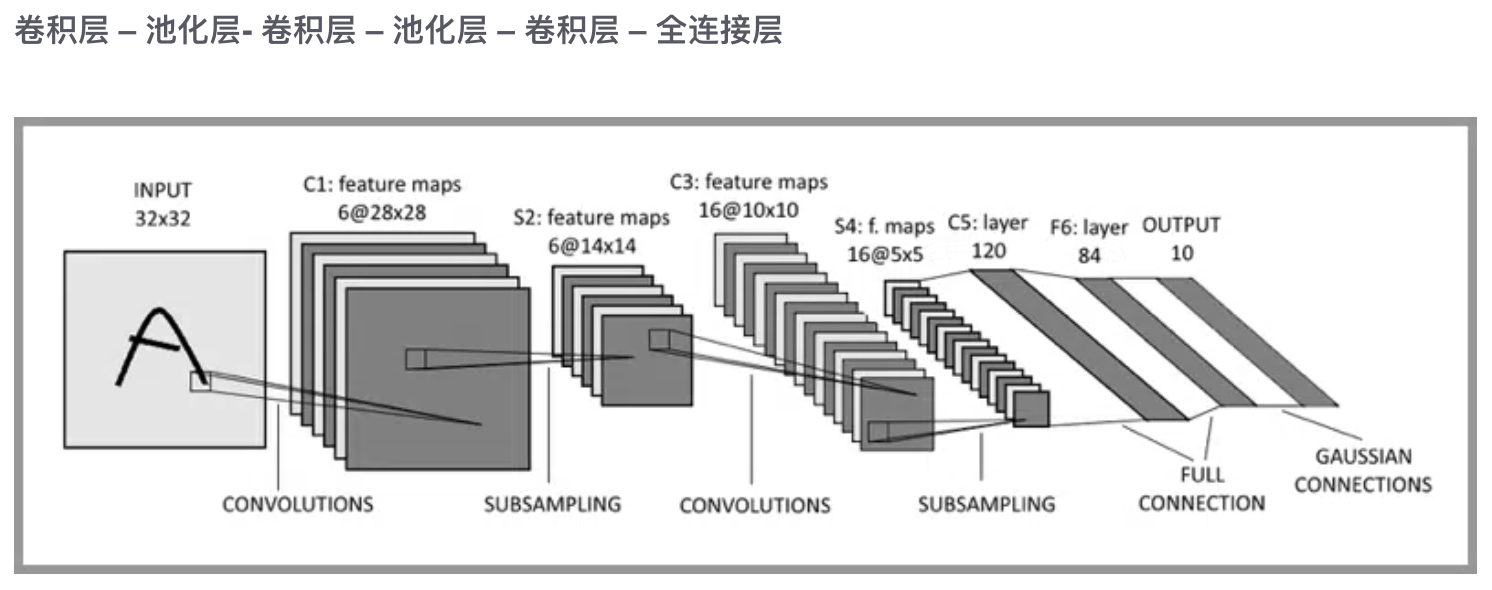 卷积层 – 池化层- 卷积层 – 池化层 – 卷积层 – 全连接层
INPUT
32x32
C1: feature maps
6@28x28
S2: feature maps
6@14x14
C3: feature maps
16@10x10
S4: f. maps
16@5x5
C5: layer
120
F6: layer
84
OUTPUT
10
CONVOLUTIONS
SUBSAMPLING
CONVOLUTIONS
SUBSAMPLING
FULL
CONNECTION
GAUSSIAN
CONNECTIONS